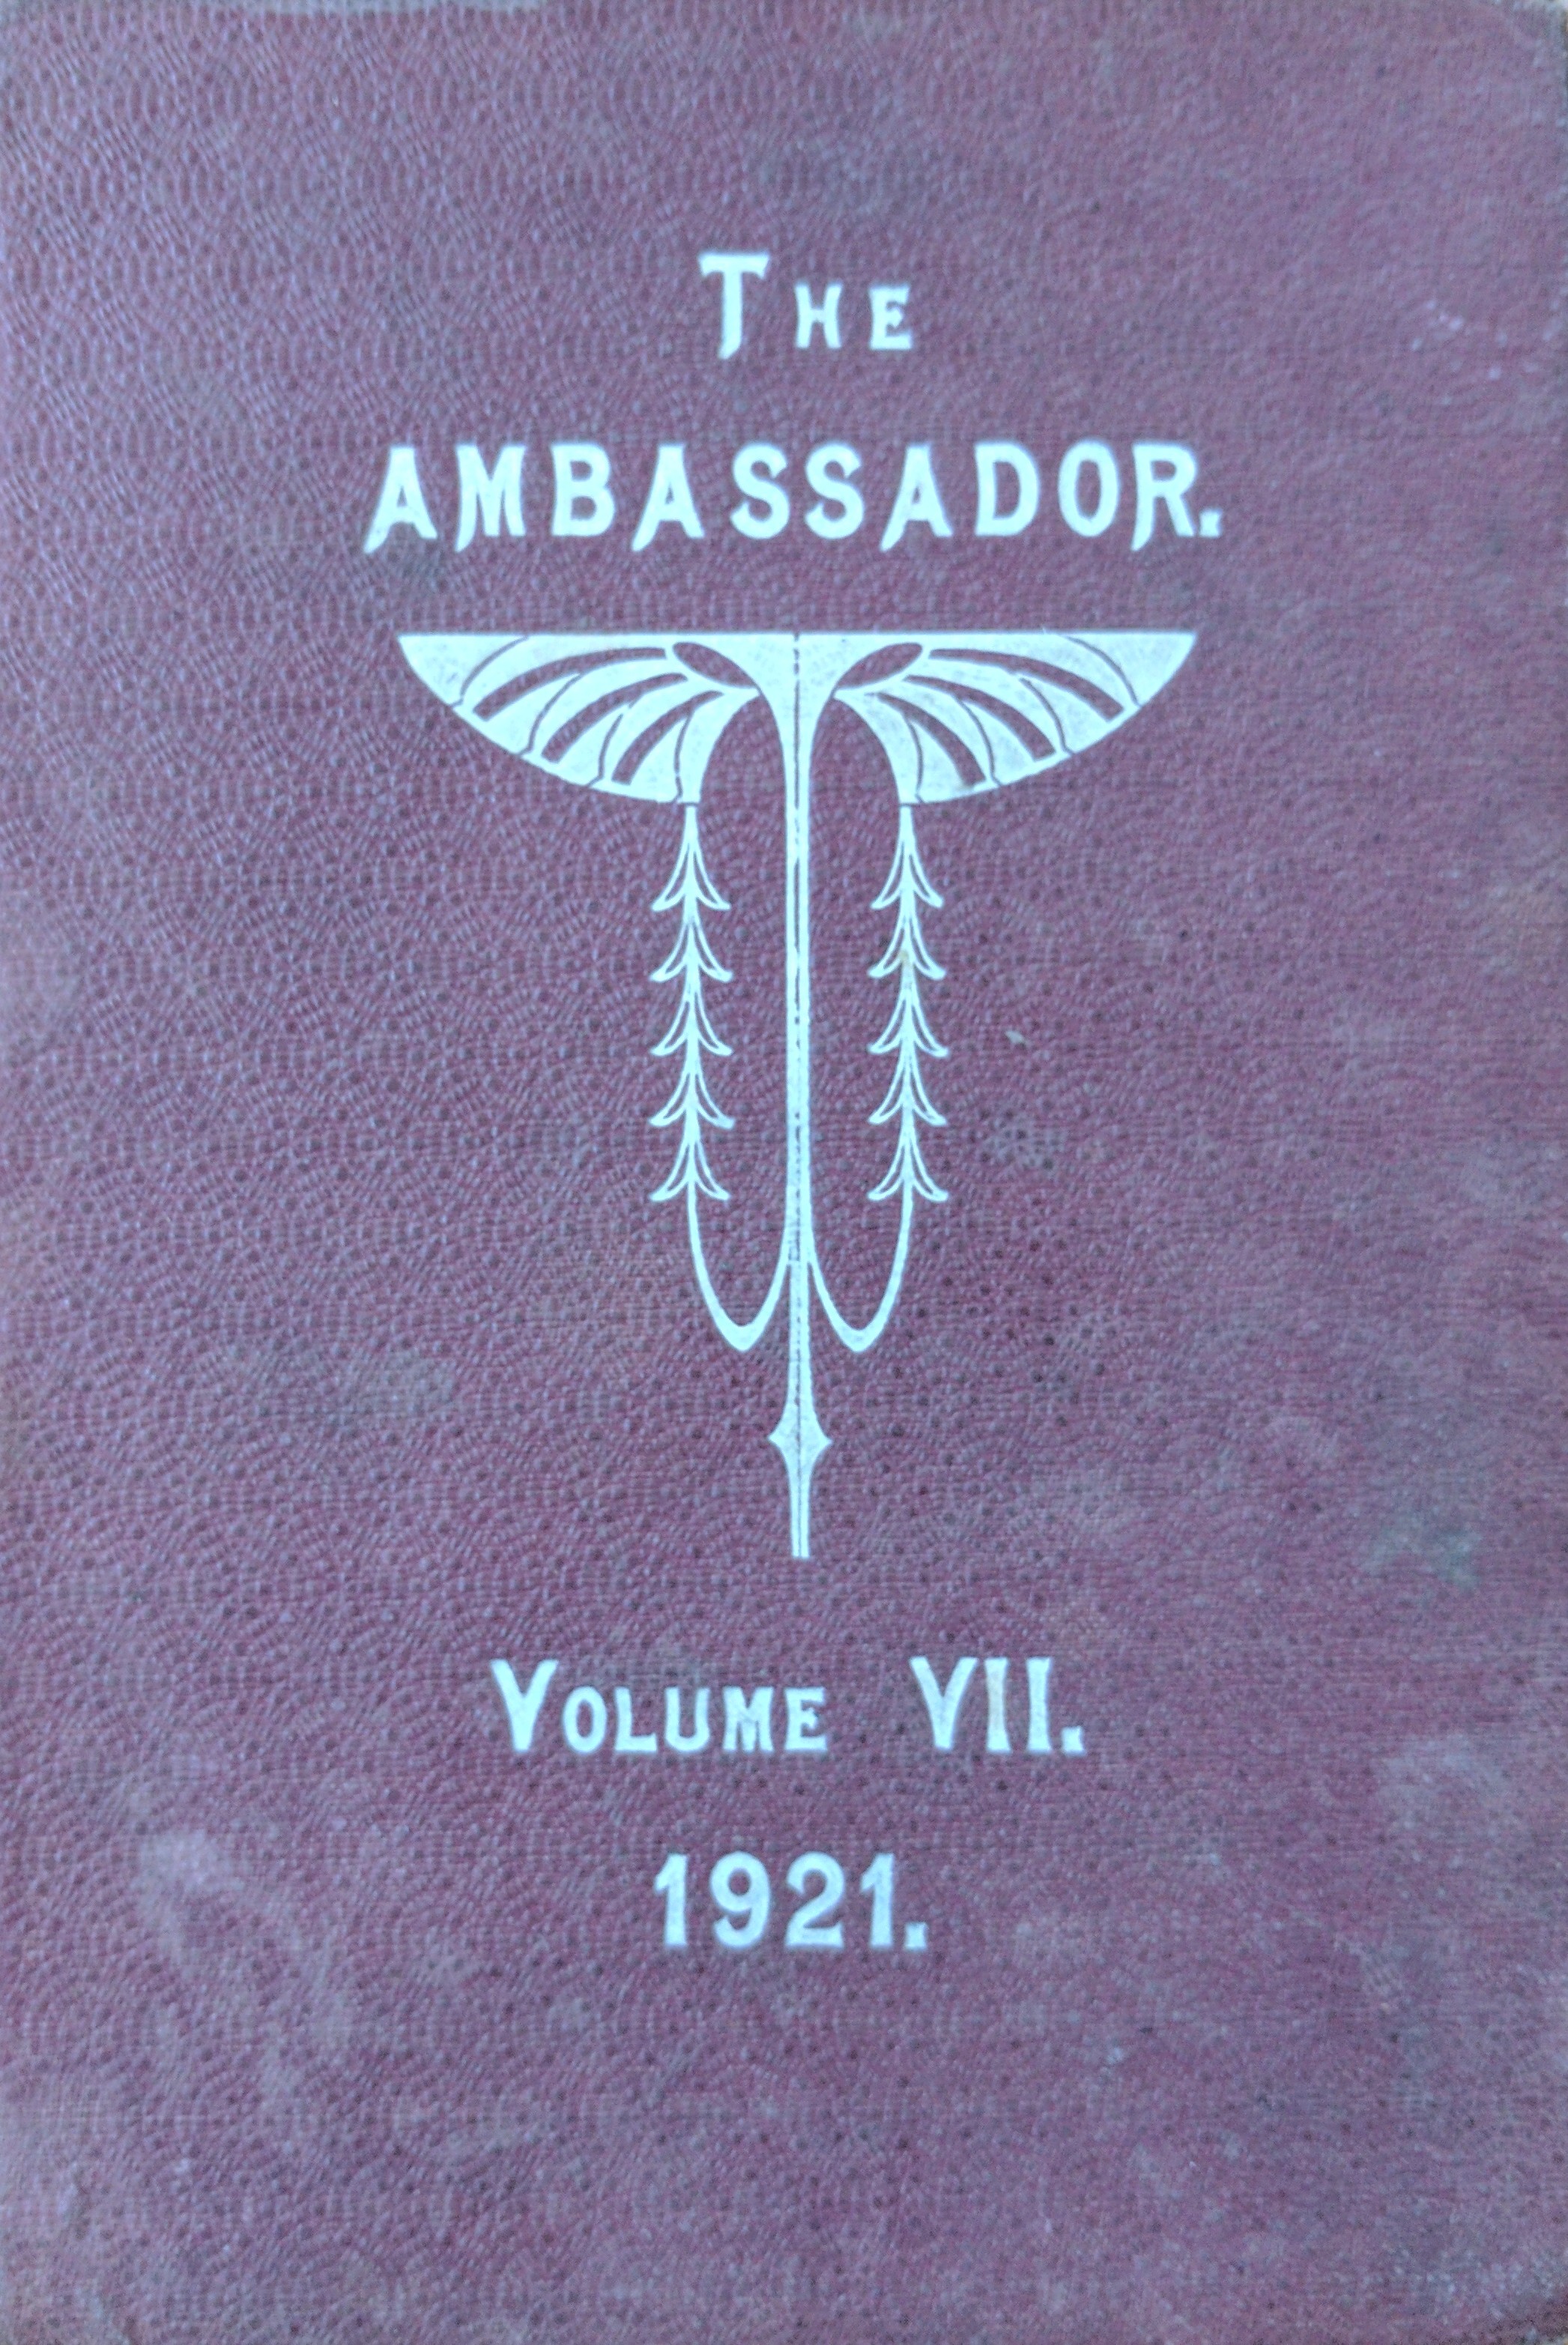 THE
AMBASSADOR.
VOLUME VII.
1921.